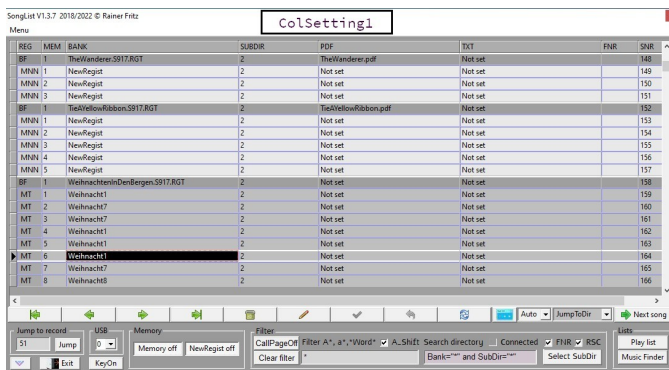 SongList V1.3.7 2018/2022 © Rainer Fritz
ColSetting1
Menu
REG MEM BANK SUBDIR PDF TXT FNR SNR
BF 1 TheWanderer.S917.RGT 2 TheWanderer.pdf Not set 148
MNN 1 NewRegist 2 Not set Not set 149
MNN 2 NewRegist 2 Not set Not set 150
MNN 3 NewRegist 2 Not set Not set 151
BF 1 TieAYellowRibbon.S917.RGT 2 TieAYellowRibbon.pdf Not set 152
MNN 1 NewRegist 2 Not set Not set 153
MNN 2 NewRegist 2 Not set Not set 154
MNN 3 NewRegist 2 Not set Not set 155
MNN 4 NewRegist 2 Not set Not set 156
MNN 5 NewRegist 2 Not set Not set 157
BF 1 WeihnachtenInDenBergen.S917.RGT 2 Not set Not set 158
MT 1 Weihnacht1 2 Not set Not set 159
MT 2 Weihnacht7 2 Not set Not set 160
MT 3 Weihnacht7 2 Not set Not set 161
MT 4 Weihnacht1 2 Not set Not set 162
MT 5 Weihnacht1 2 Not set Not set 163
MT 6 Weihnacht1 2 Not set Not set 164
MT 7 Weihnacht7 2 Not set Not set 165
MT 8 Weihnacht8 2 Not set Not set 166
Auto JumpToDir Next song
Jump to record USB Memory Filter Lists
51 Jump 0 Memory off NewRegist off CallPageOff Filter A*, a*,*Word* A..Shift Search directory Connected FNR RSC Play list
Exit KeyOn Clear filter * Bank="*" and SubDir="*" Select SubDir Music Finder